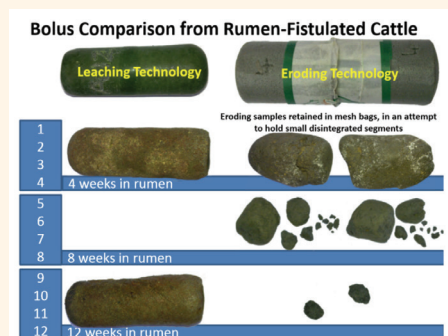 Bolus Comparison from Rumen-Fistulated Cattle
Leaching Technology
Eroding Technology
Eroding samples retained in mesh bags, in an attempt
to hold small disintegrated segments
1
2
3
4 4 weeks in rumen
5
6
7
8 8 weeks in rumen
9
10
11
12 12 weeks in rumen